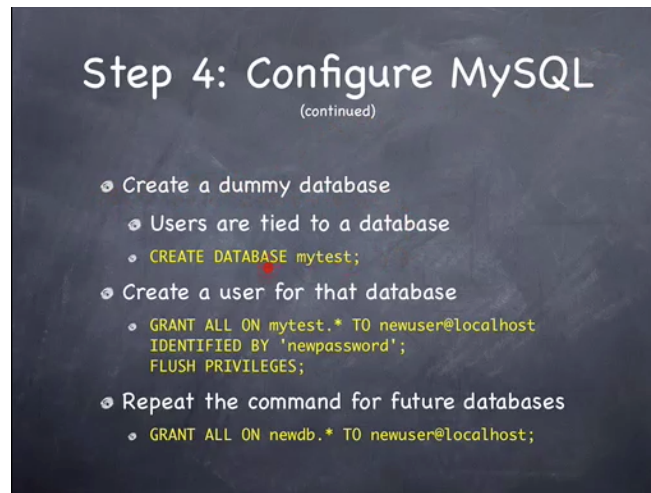 Step 4: Configure MySQL
(continued)
Create a dummy database
Users are tied to a database
CREATE DATABASE mytest;
Create a user for that database
GRANT ALL ON mytest.* TO newuser@localhost
IDENTIFIED BY 'newpassword';
FLUSH PRIVILEGES;
Repeat the command for future databases
GRANT ALL ON newdb.* TO newuser@localhost;